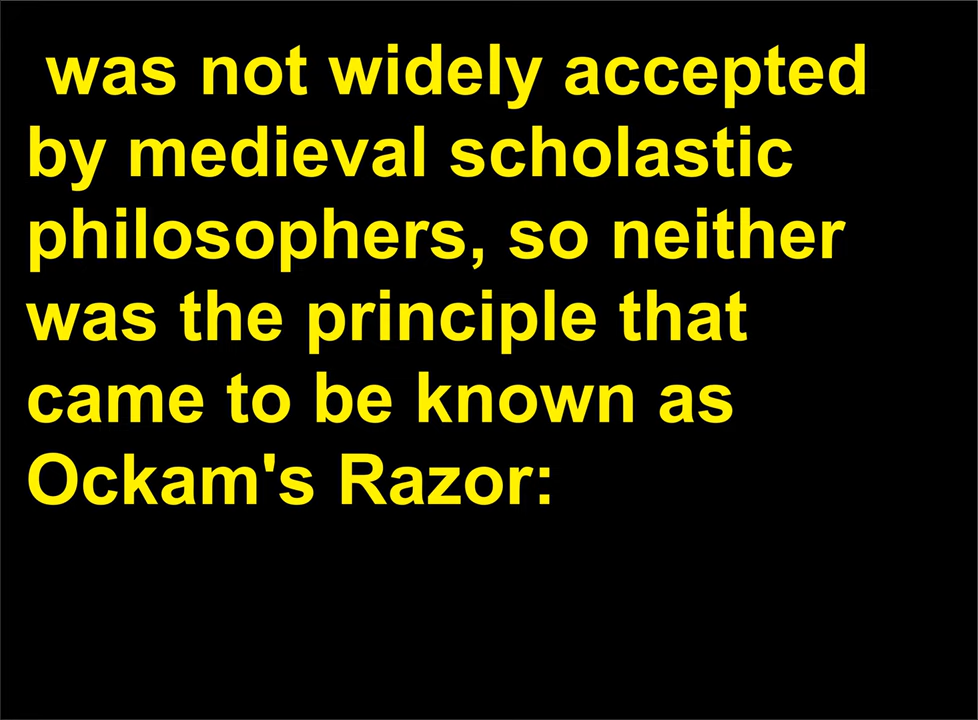 was not widely accepted
by medieval scholastic
philosophers, so neither
was the principle that
came to be known as
Ockam's Razor: